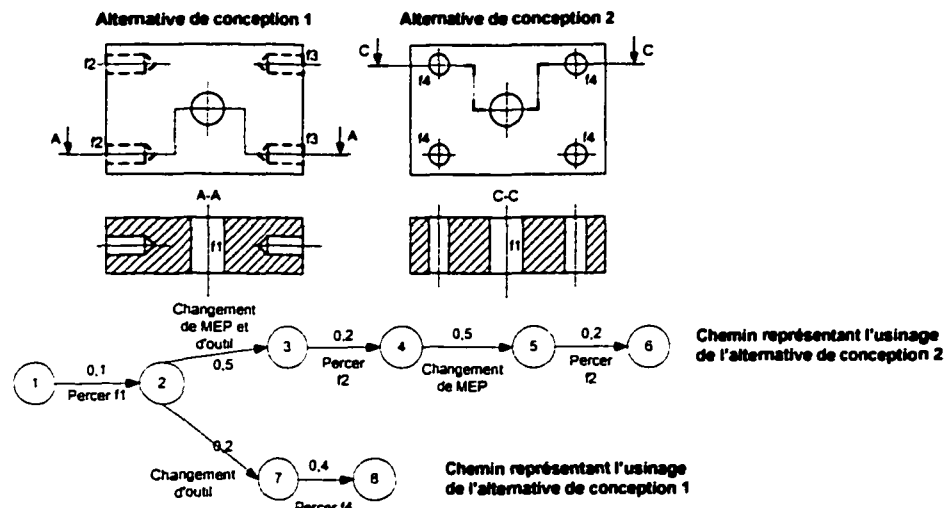 Alternative de conception 1
Alternative de conception 2
f2
f3
C
C
f4
f4
A
f2
f3
A
f4
f4
A-A
C-C
f1
f1
Changement
de MEP et
d'outil
0,5
3
0,2
Percer
f2
4
0,5
Changement
de MEP
5
0,2
Percer
f2
6
Chemin représentant l'usinage
de l'alternative de conception 2
1
0,1
Percer f1
2
0,2
Changement
d'outil
7
0,4
Percer f4
8
Chemin représentant l'usinage
de l'alternative de conception 1